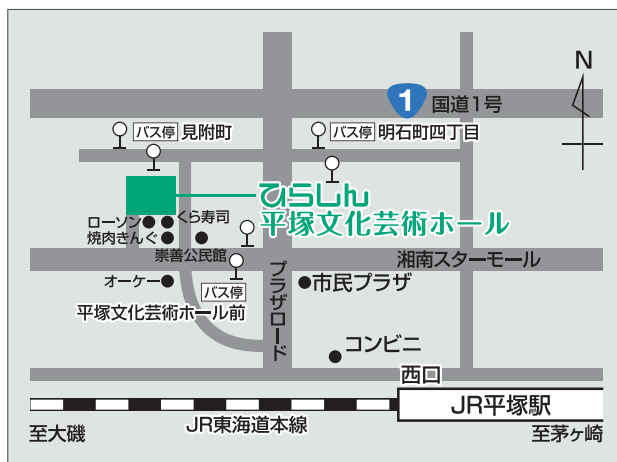 N
1
国道1号
バス停 見附町
バス停 明石町四丁目
ひらしん
平塚文化芸術ホール
ローソン
くら寿司
焼肉きんぐ
崇善公民館
湘南スターモール
オーケー
バス停
平塚文化芸術ホール前
プラザロード
市民プラザ
コンビニ
西口
JR平塚駅
JR東海道本線
至大磯
至茅ヶ崎